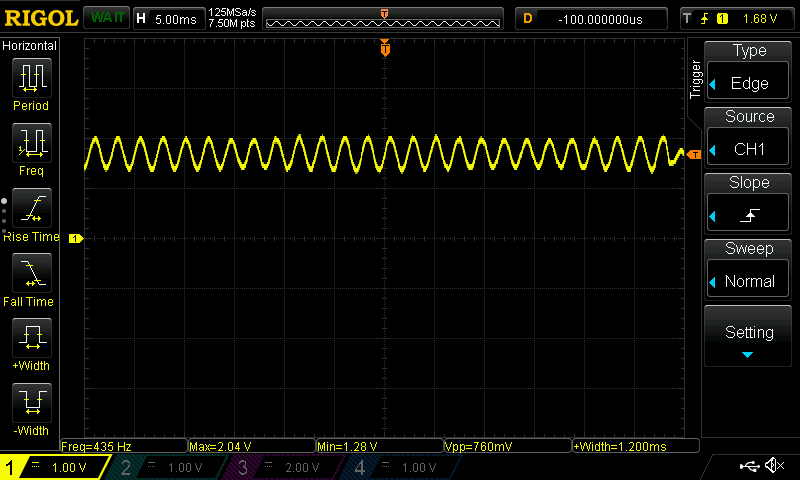 RIGOL WAIT H 5.00ms 125MSa/s 7.50M pts D -100.000000us T 1 1.68 V
Horizontal
Period
Freq
Rise Time
Fall Time
+Width
-Width
T
T
1
T
Trigger
Type
Edge
Source
CH1
Slope
Sweep
Normal
Setting
Freq=435 Hz Max=2.04 V Min=1.28 V Vpp=760mV +Width=1.200ms
1 1.00 V 2 1.00 V 3 2.00 V 4 1.00 V